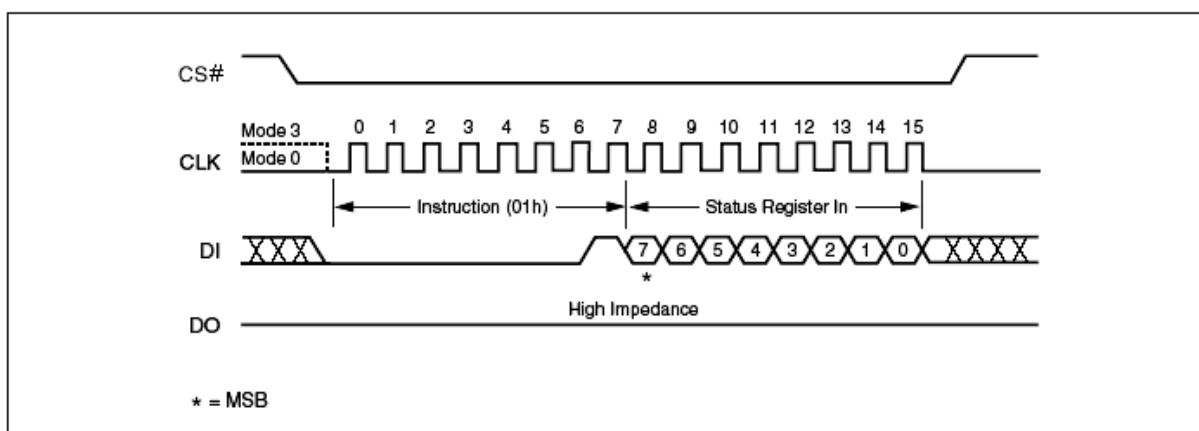 CS#
Mode 3
0 1 2 3 4 5 6 7 8 9 10 11 12 13 14 15
CLK
Mode 0
Instruction (01h)
Status Register In
DI
7 6 5 4 3 2 1 0
*
High Impedance
DO
* = MSB